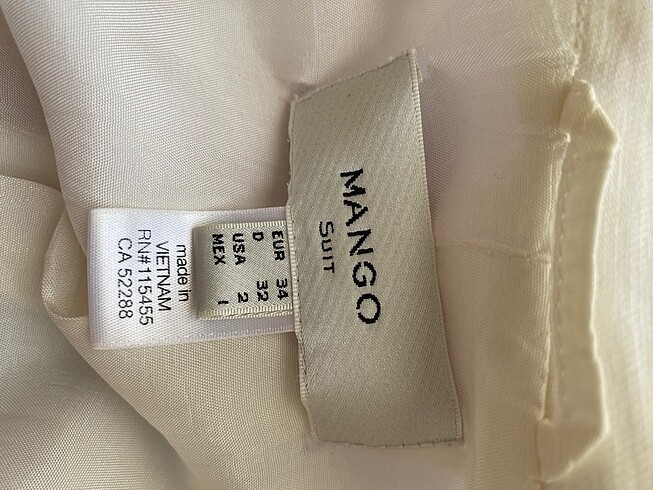 MANGO
SUIT
EUR 34
D 32
USA 2
MEX 1
made in
VIETNAM
RN#115455
CA 52288